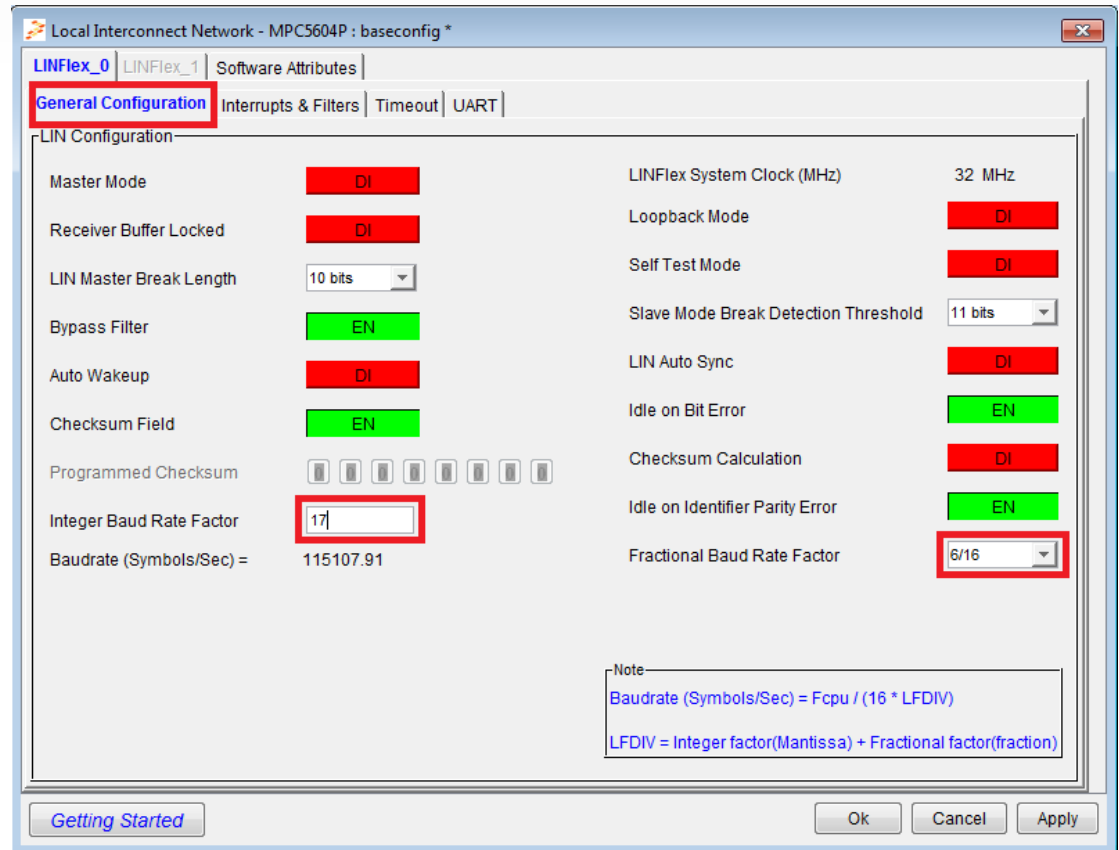 Local Interconnect Network - MPC5604P : baseconfig *
LINFlex_0 LINFlex_1 Software Attributes
General Configuration Interrupts & Filters Timeout UART
LIN Configuration
Master Mode DI
Receiver Buffer Locked DI
LIN Master Break Length 10 bits
Bypass Filter EN
Auto Wakeup DI
Checksum Field EN
Programmed Checksum 0 0 0 0 0 0 0 0
Integer Baud Rate Factor 17
Baudrate (Symbols/Sec) = 115107.91
LINFlex System Clock (MHz) 32 MHz
Loopback Mode DI
Self Test Mode DI
Slave Mode Break Detection Threshold 11 bits
LIN Auto Sync DI
Idle on Bit Error EN
Checksum Calculation DI
Idle on Identifier Parity Error EN
Fractional Baud Rate Factor 6/16
Note
Baudrate (Symbols/Sec) = Fcpu / (16 * LFDIV)
LFDIV = Integer factor(Mantissa) + Fractional factor(fraction)
Getting Started Ok Cancel Apply